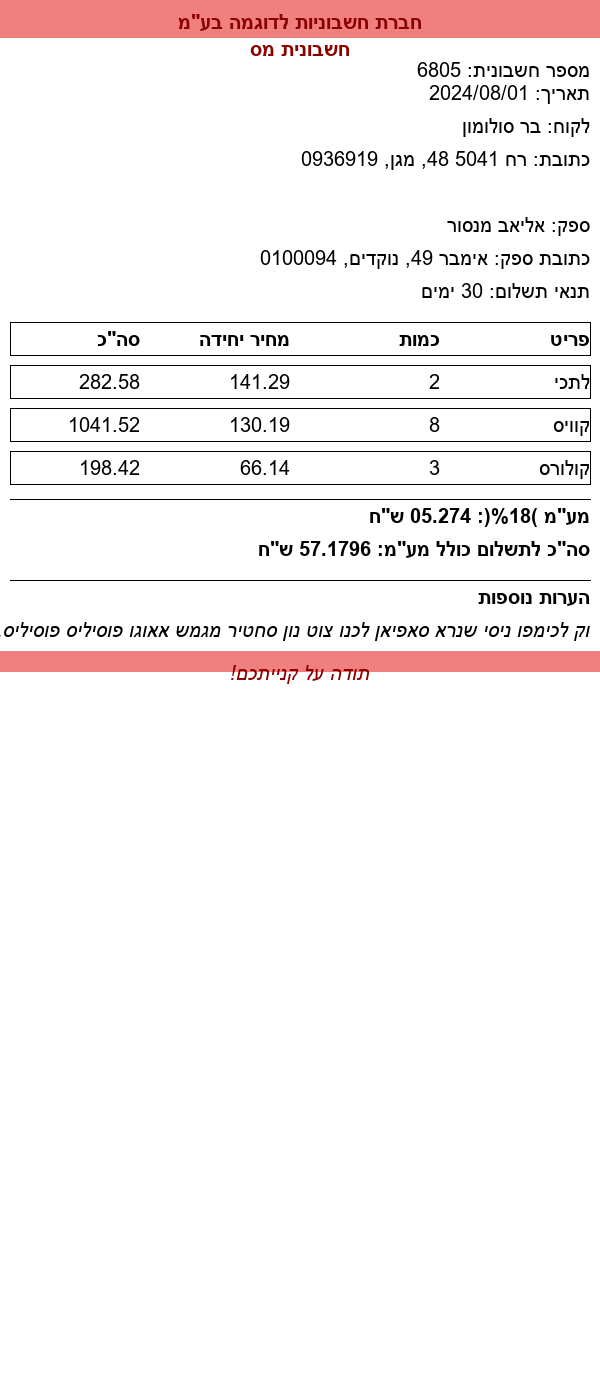 חברת חשבוניות לדוגמה בע"מ
חשבונית מס
מספר חשבונית: 6805
תאריך: 2024/08/01
לקוח: בר סולומון
כתובת: רח 5041 48, מגן, 0936919
ספק: אליאב מנסור
כתובת ספק: אימבר 49, נוקדים, 0100094
תנאי תשלום: 30 ימים
פריט כמות מחיר יחידה סה"כ
לתכי 2 141.29 282.58
קוויס 8 130.19 1041.52
קולורס 3 66.14 198.42
מע"מ )18%(: 05.274 ש"ח
סה"כ לתשלום כולל מע"מ: 57.1796 ש"ח
הערות נוספות
וק לכימפו ניסי שנרא סאפיאן לכנו צוט נון סחטיר מגמש אאוגו פוסיליס פוסיליס.
תודה על קנייתכם!